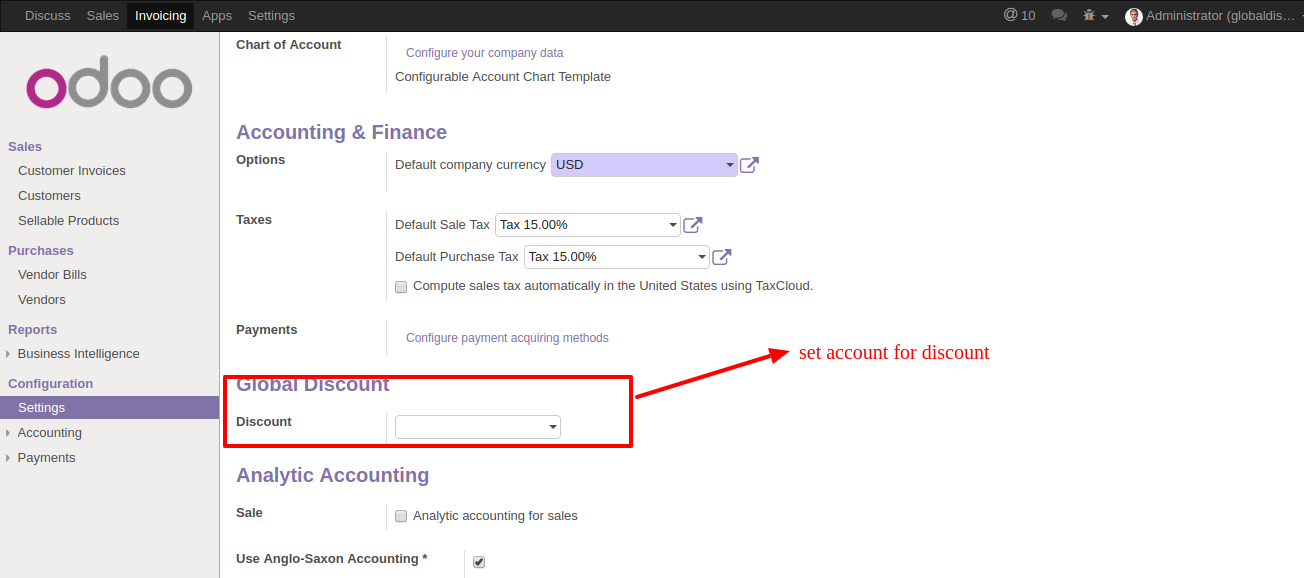 Discuss Sales Invoicing Apps Settings @ 10 Administrator (globaldis…
odoo
Chart of Account
Configure your company data
Configurable Account Chart Template
Accounting & Finance
Options
Default company currency USD
Taxes
Default Sale Tax Tax 15.00%
Default Purchase Tax Tax 15.00%
Compute sales tax automatically in the United States using TaxCloud.
Payments
Configure payment acquiring methods
set account for discount
Global Discount
Discount
Analytic Accounting
Sale
Analytic accounting for sales
Use Anglo-Saxon Accounting *
Sales
Customer Invoices
Customers
Sellable Products
Purchases
Vendor Bills
Vendors
Reports
Business Intelligence
Configuration
Settings
Accounting
Payments